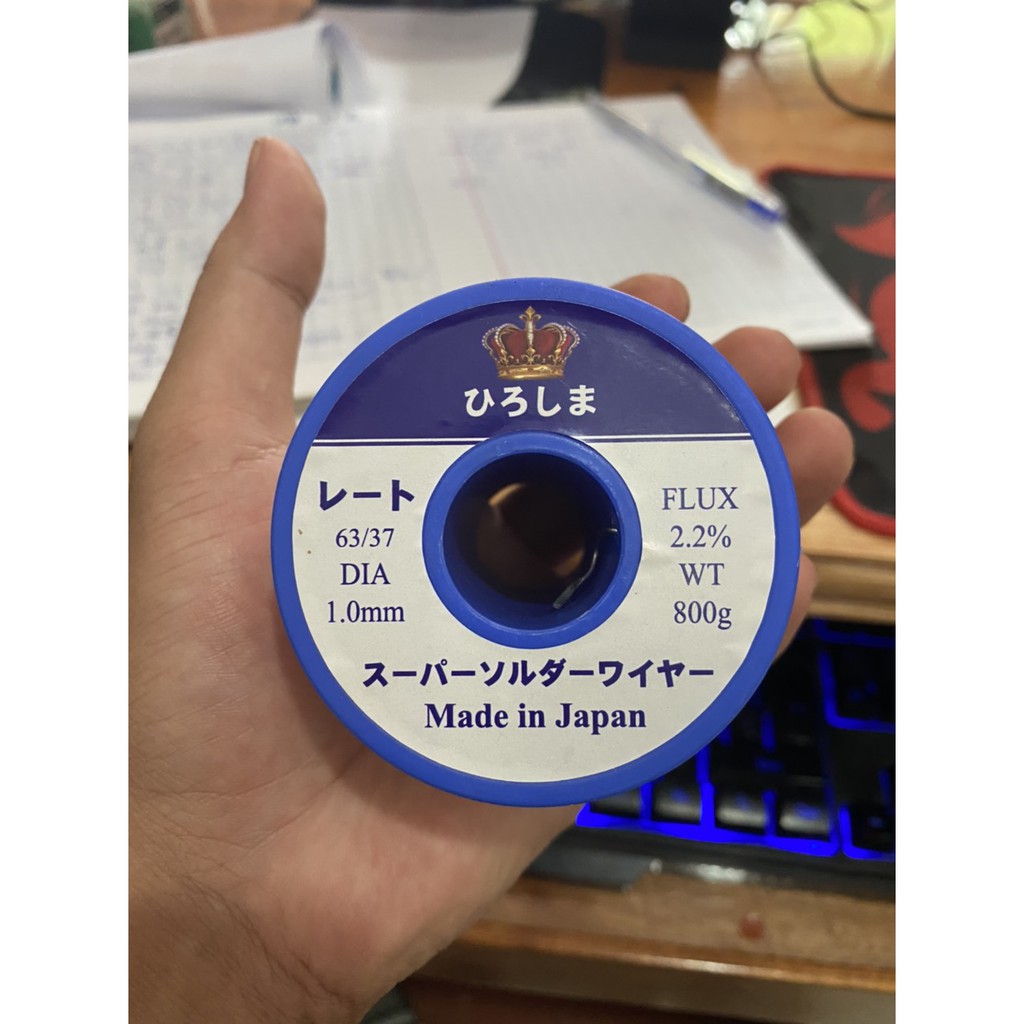 ひろしま
レート
63/37
DIA
1.0mm
FLUX
2.2%
WT
800g
スーパーソルダーワイヤー
Made in Japan